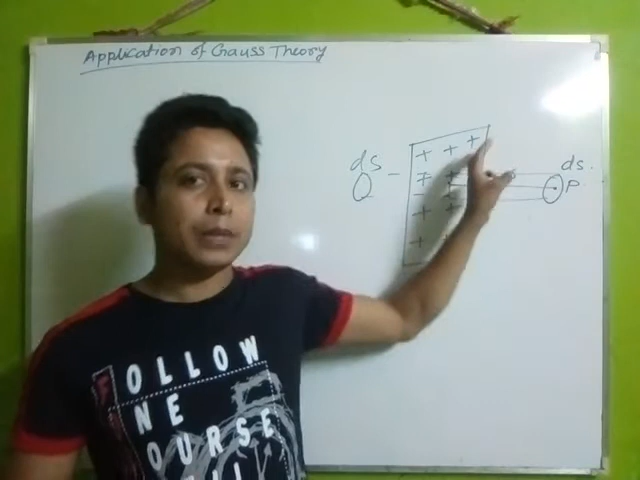 Application of Gauss Theory
ds
ds.
P
+ + +
+ +
+ +
+
OLLOW
NE
OURSE